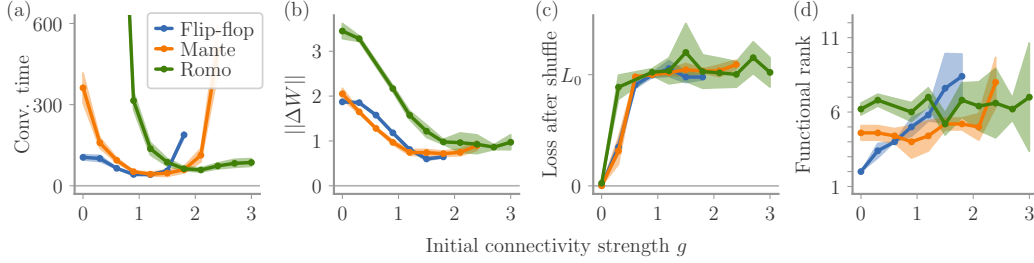 (a)
600
300
0
0
1
2
3
Conv. time
Flip-flop
Mante
Romo
(b)
3
2
1
0
0
1
2
3
||ΔW||
(c)
L₀
0
0
1
2
3
Loss after shuffle
(d)
11
6
1
0
1
2
3
Functional rank
Initial connectivity strength g